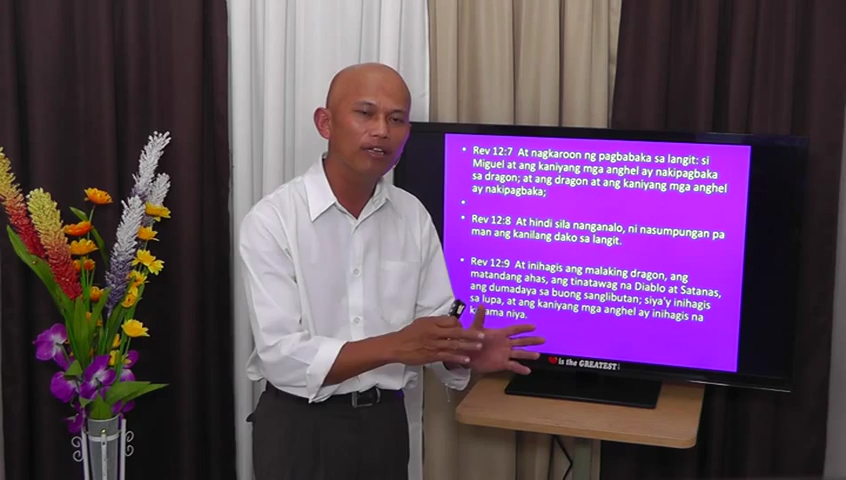 • Rev 12:7 At nagkaroon ng pagbabaka sa langit: si
Miguel at ang kaniyang mga anghel ay nakipagbaka
sa dragon; at ang dragon at ang kaniyang mga anghel
ay nakipagbaka;
•
• Rev 12:8 At hindi sila nanganalo, ni nasumpungan pa
man ang kanilang dako sa langit.
• Rev 12:9 At inihagis ang malaking dragon, ang
matandang ahas, ang tinatawag na Diablo at Satanas,
ang dumadaya sa buong sanglibutan; siya'y inihagis
sa lupa, at ang kaniyang mga anghel ay inihagis na
niya.
is the GREATEST!